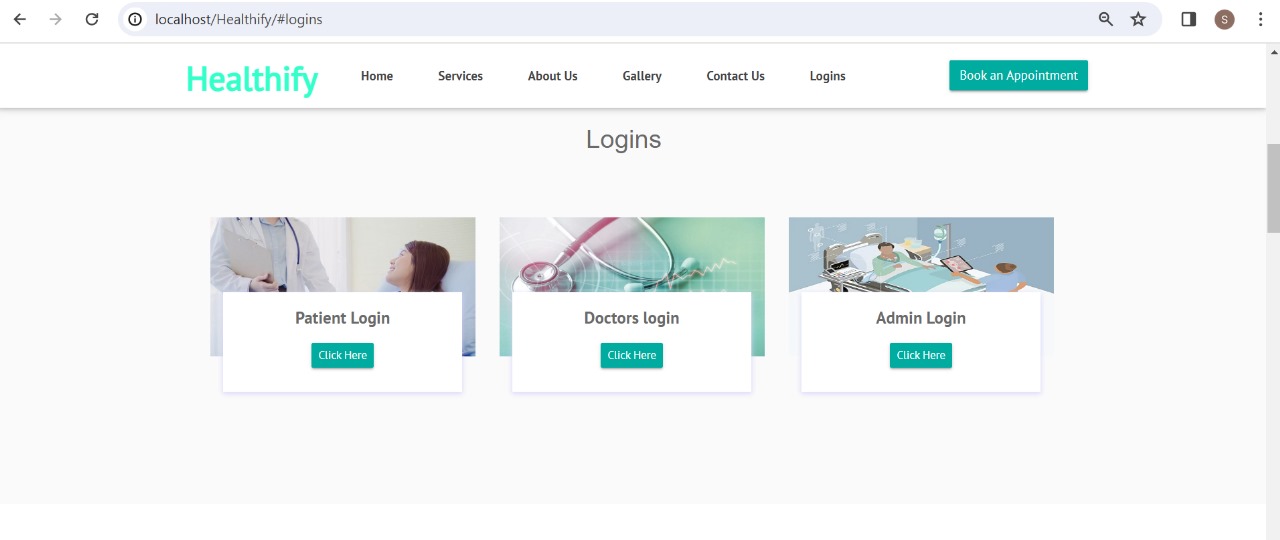 localhost/Healthify/#logins
S
Healthify Home Services About Us Gallery Contact Us Logins Book an Appointment
Logins
Patient Login Doctors login Admin Login
Click Here Click Here Click Here